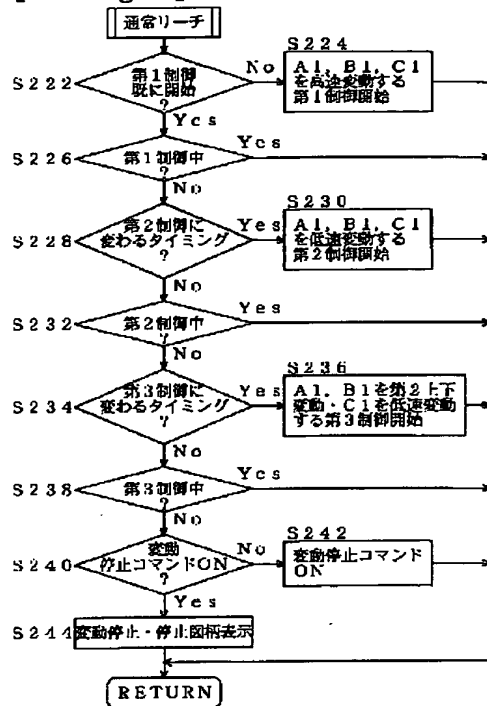 通常リーチ
S224
S222
第1制御
既に開始
?
No
A1, B1, C1
を高速変動する
第1制御開始
Yes
S226
第1制御中
?
Yes
No
S230
S228
第2制御に
変わるタイミング
?
Yes
A1, B1, C1
を低速変動する
第2制御開始
No
S232
第2制御中
?
Yes
No
S236
S234
第3制御に
変わるタイミング
?
Yes
A1, B1を第2上下
変動・C1を低速変動
する第3制御開始
No
S238
第3制御中
?
Yes
No
S242
S240
変動
停止コマンドON
?
No
変動停止コマンド
ON
Yes
S244
変動停止・停止図柄表示
RETURN